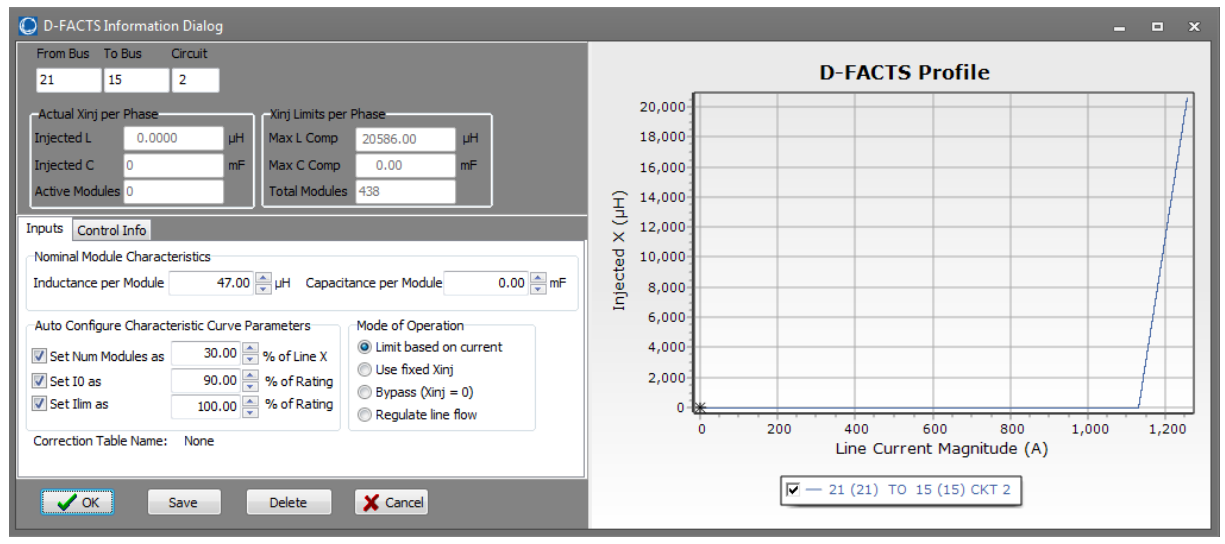 D-FACTS Information Dialog
From Bus To Bus Circuit
21 15 2
Actual Xinj per Phase
Injected L 0.0000 µH
Injected C 0 mF
Active Modules 0
Xinj Limits per Phase
Max L Comp 20586.00 µH
Max C Comp 0.00 mF
Total Modules 438
Inputs Control Info
Nominal Module Characteristics
Inductance per Module 47.00 µH Capacitance per Module 0.00 mF
Auto Configure Characteristic Curve Parameters
Set Num Modules as 30.00 % of Line X
Set I0 as 90.00 % of Rating
Set Ilim as 100.00 % of Rating
Mode of Operation
Limit based on current
Use fixed Xinj
Bypass (Xinj = 0)
Regulate line flow
Correction Table Name: None
OK Save Delete Cancel
D-FACTS Profile
Injected X (µH)
20,000
18,000
16,000
14,000
12,000
10,000
8,000
6,000
4,000
2,000
0
0 200 400 600 800 1,000 1,200
Line Current Magnitude (A)
21 (21) TO 15 (15) CKT 2